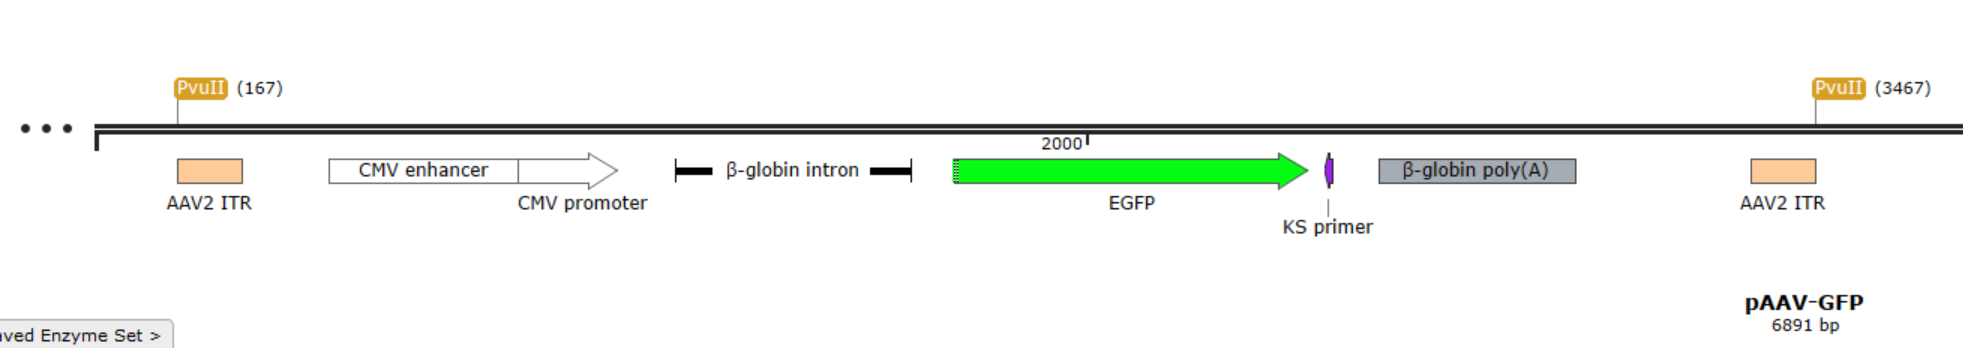 PvuII (167)
PvuII (3467)
2000
CMV enhancer
β-globin intron
β-globin poly(A)
AAV2 ITR
CMV promoter
EGFP
AAV2 ITR
KS primer
pAAV-GFP
6891 bp
ved Enzyme Set >